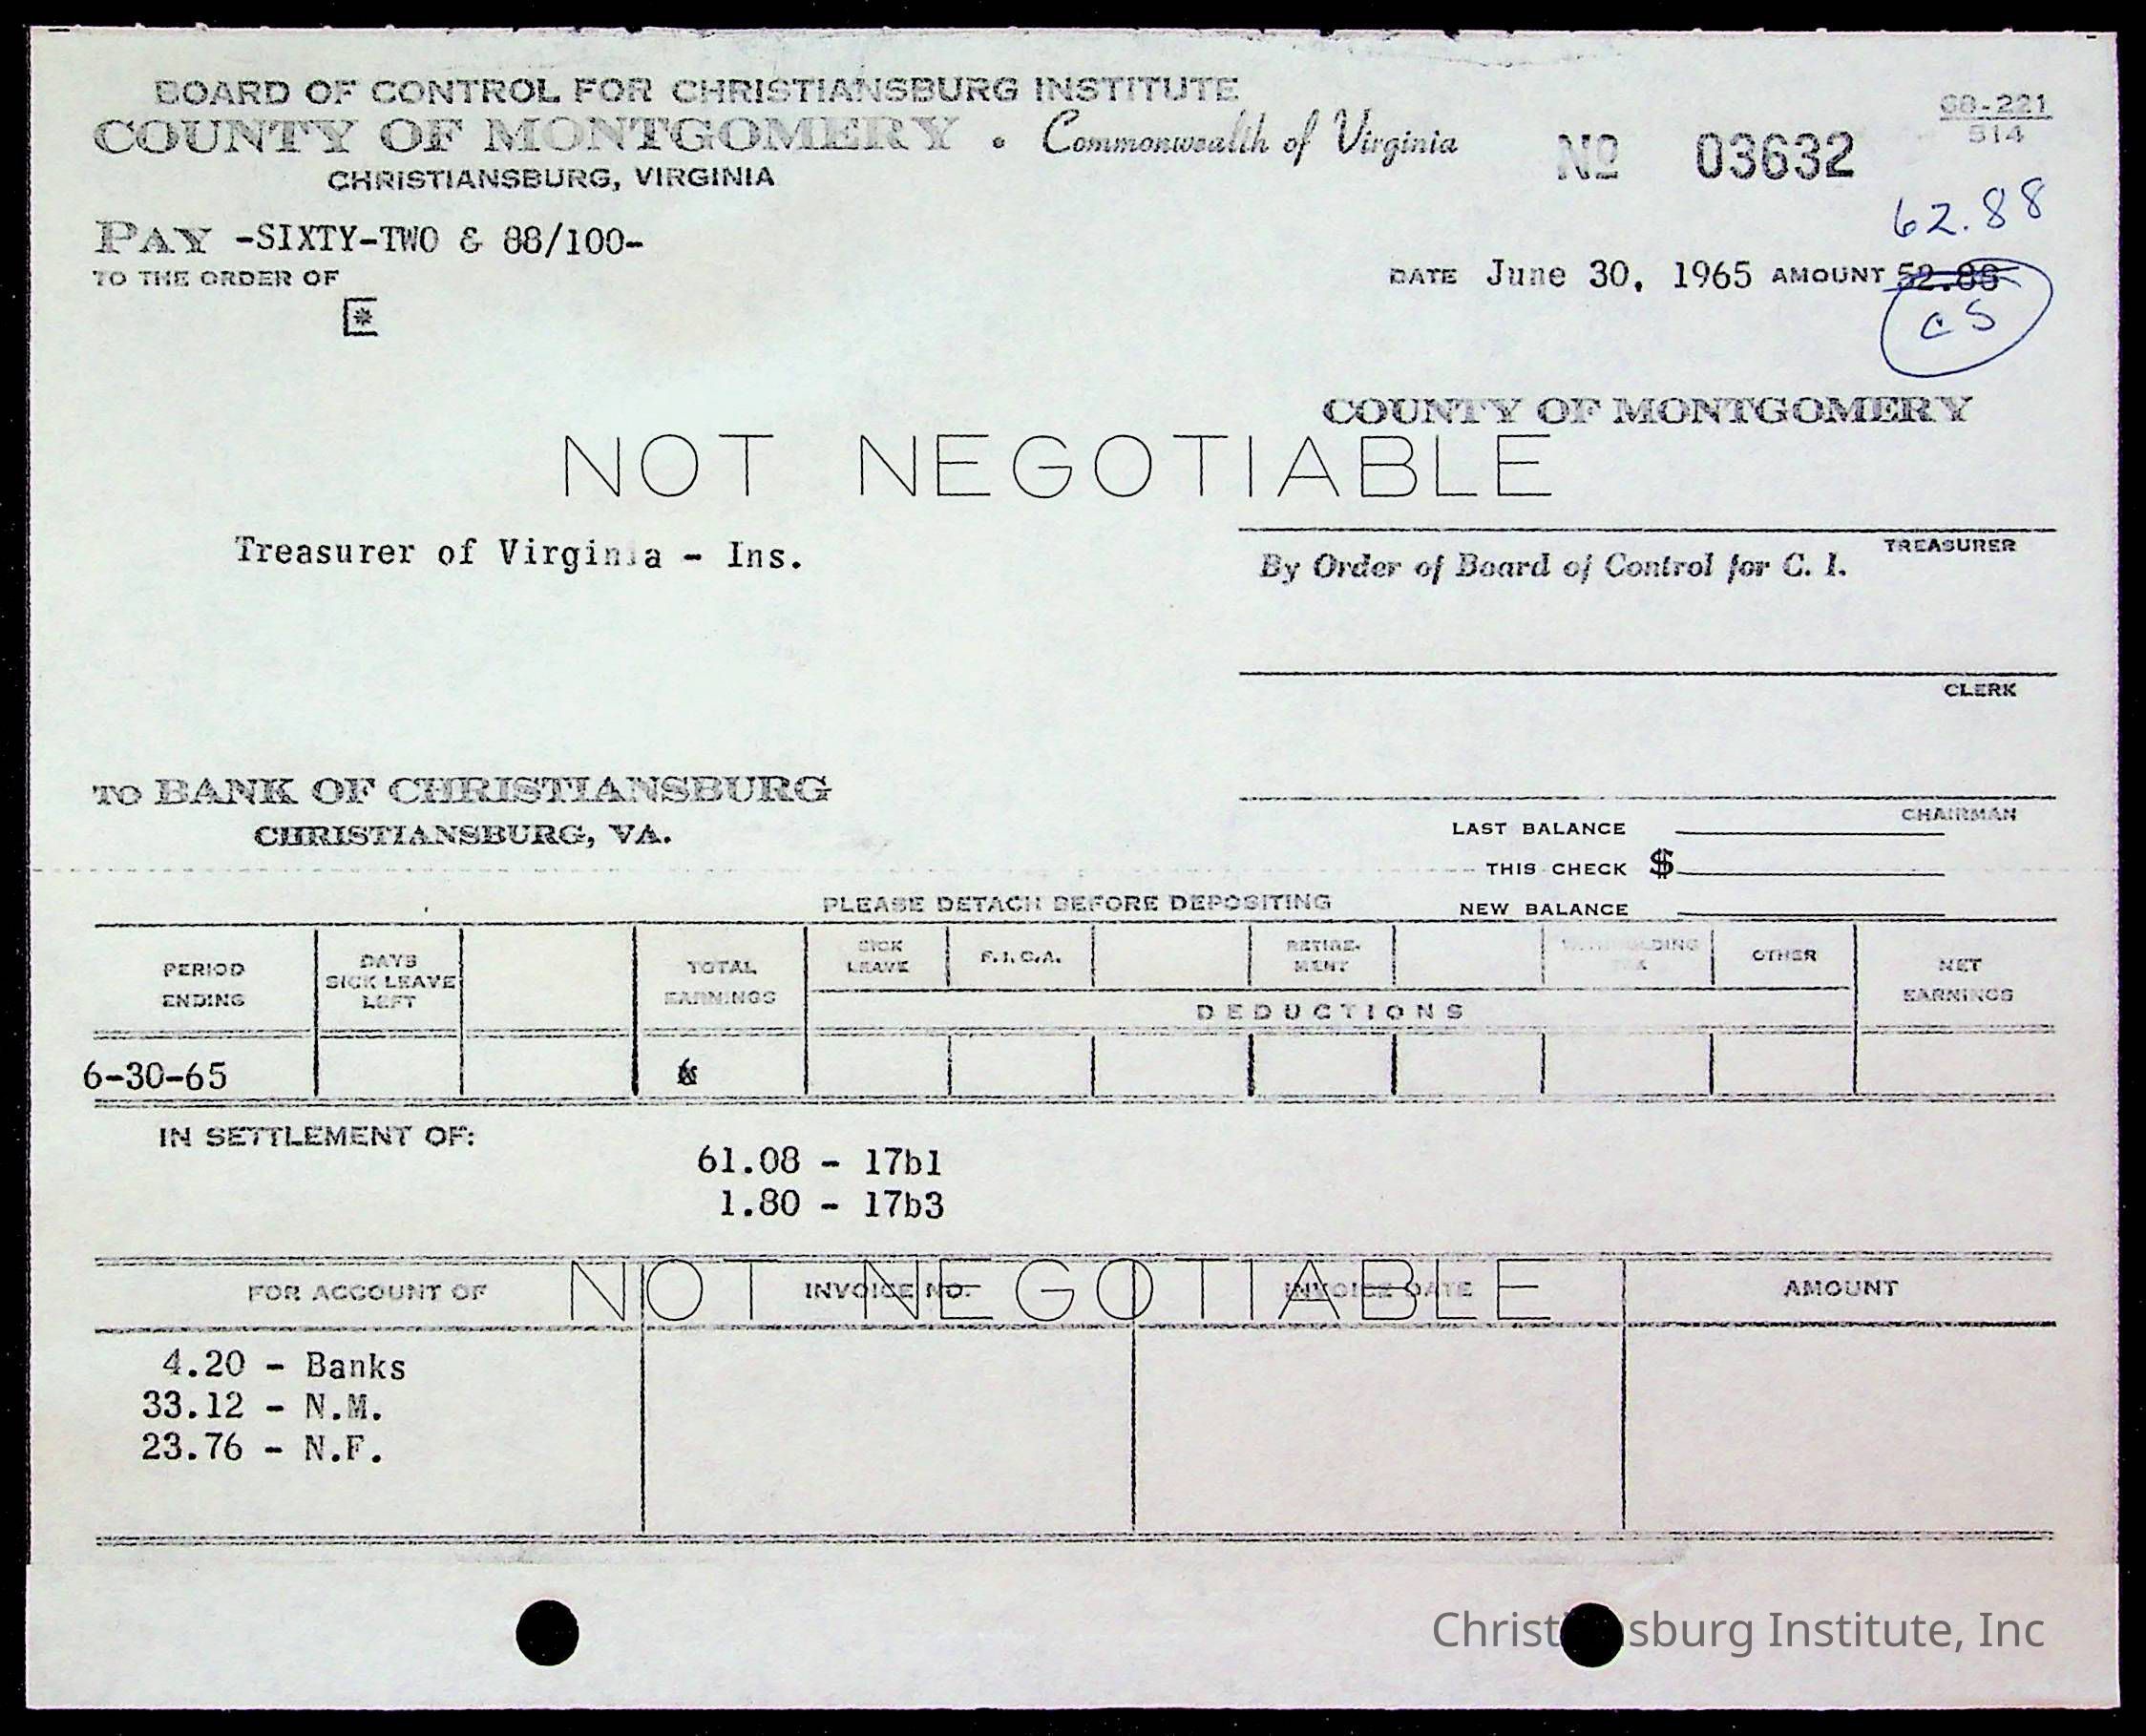 BOARD OF CONTROL FOR CHRISTIANSBURG INSTITUTE
COUNTY OF MONTGOMERY • Commonwealth of Virginia
CHRISTIANSBURG, VIRGINIA
No 03632
68-221
514
62.88
PAY -SIXTY-TWO & 88/100-
TO THE ORDER OF
DATE June 30, 1965 AMOUNT 52.88
CS
*
COUNTY OF MONTGOMERY
NOT NEGOTIABLE
Treasurer of Virginia - Ins.
TREASURER
By Order of Board of Control for C. I.
CLERK
TO BANK OF CHRISTIANSBURG
CHRISTIANSBURG, VA.
CHAIRMAN
LAST BALANCE
THIS CHECK $
NEW BALANCE
PLEASE DETACH BEFORE DEPOSITING
PERIOD ENDING
DAYS SICK LEAVE LEFT
TOTAL EARNINGS
SICK LEAVE
F.I.C.A.
RETIRE-MENT
WITHHOLDING TAX
OTHER
NET EARNINGS
DEDUCTIONS
6-30-65
IN SETTLEMENT OF:
61.08 - 17b1
1.80 - 17b3
NOT NEGOTIABLE
FOR ACCOUNT OF INVOICE NO. INVOICE DATE AMOUNT
4.20 - Banks
33.12 - N.M.
23.76 - N.F.
Christiansburg Institute, Inc